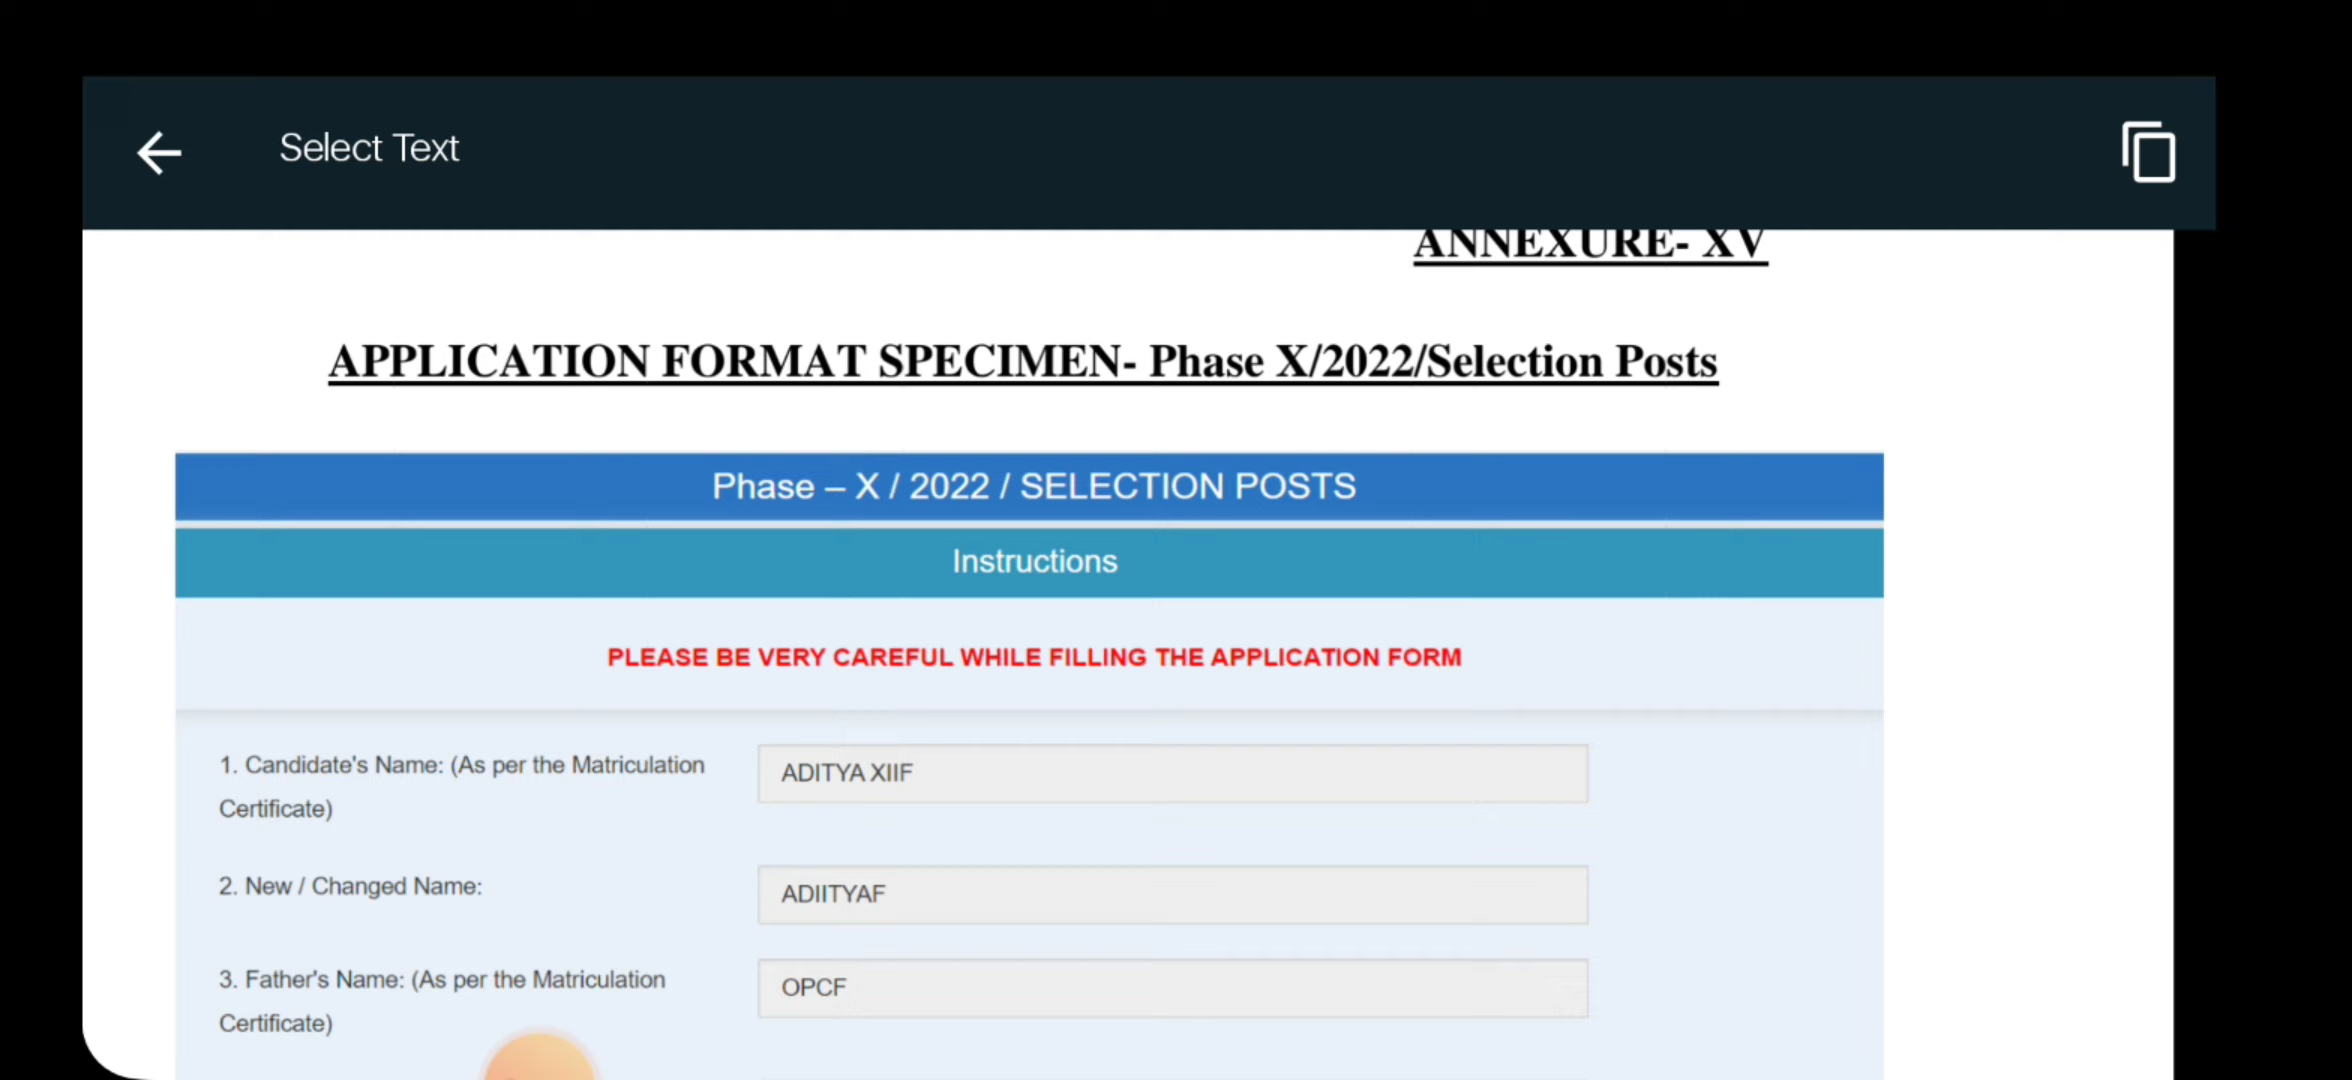 Select Text
ANNEXURE- XV
APPLICATION FORMAT SPECIMEN- Phase X/2022/Selection Posts
Phase – X / 2022 / SELECTION POSTS
Instructions
PLEASE BE VERY CAREFUL WHILE FILLING THE APPLICATION FORM
1. Candidate's Name: (As per the Matriculation
Certificate)
ADITYA XIIF
2. New / Changed Name:
ADIITYAF
3. Father's Name: (As per the Matriculation
Certificate)
OPCF